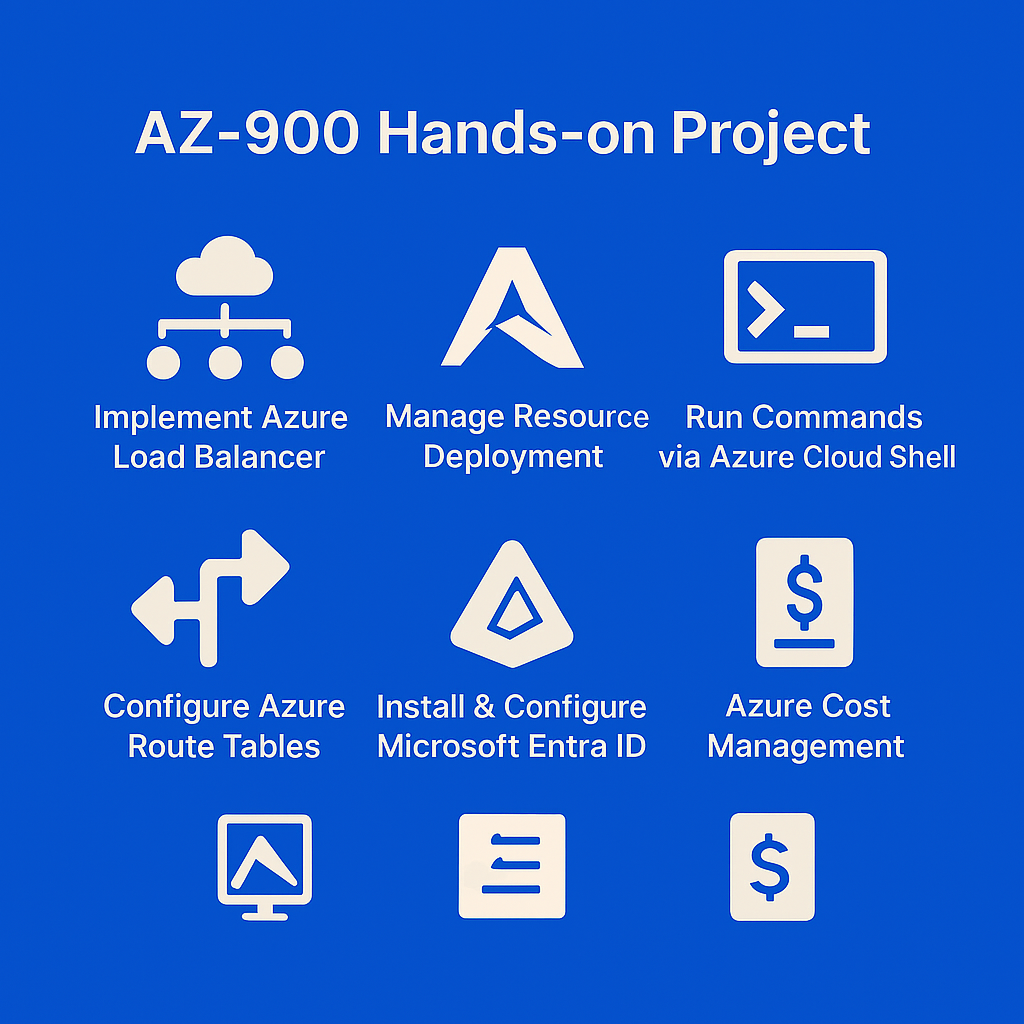 AZ-900 Hands-on Project
Implement Azure
Load Balancer
Manage Resource
Deployment
Run Commands
via Azure Cloud Shell
Configure Azure
Route Tables
Install & Configure
Microsoft Entra ID
Azure Cost
Management